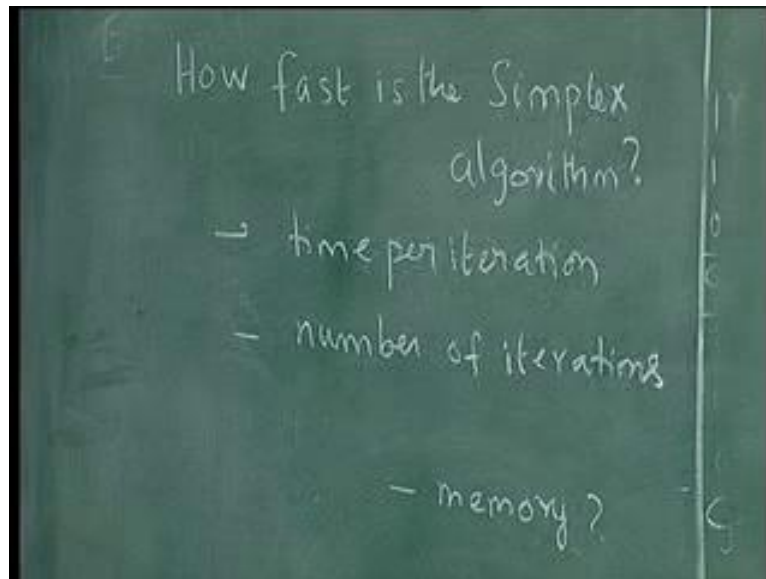 How fast is the Simplex
algorithm?
- time per iteration
- number of iterations
- memory?